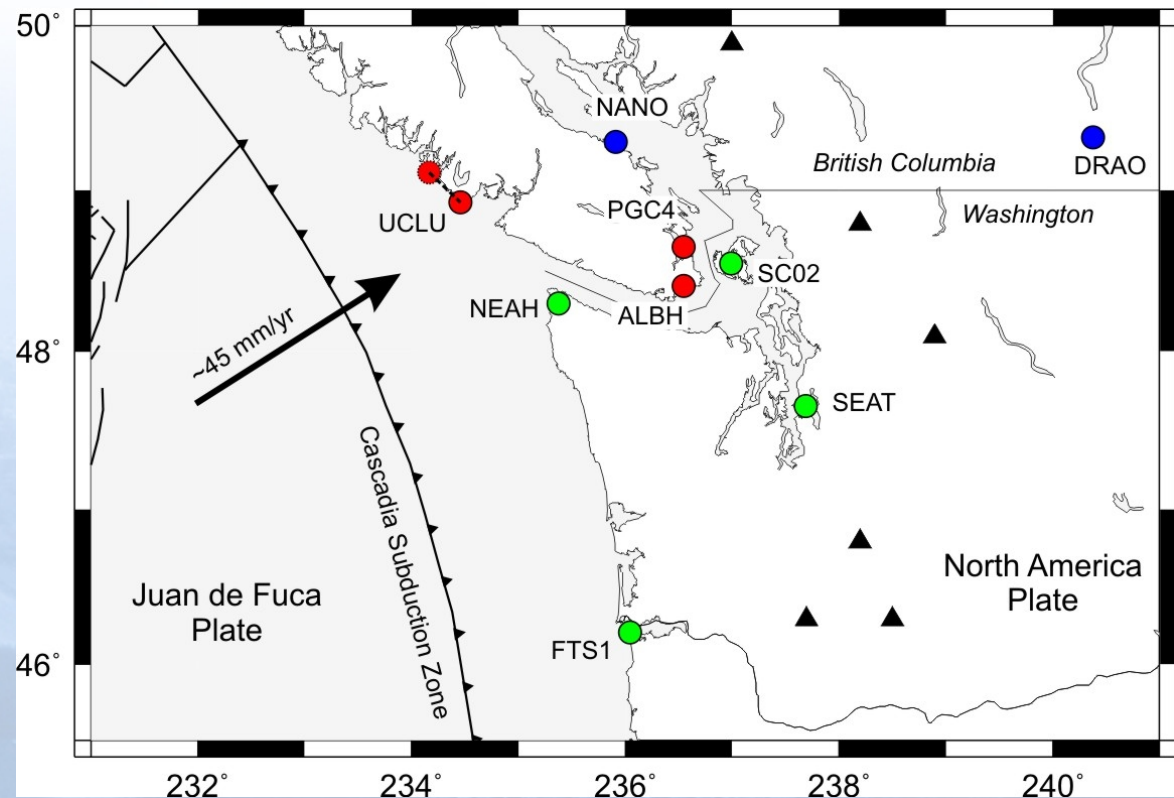 50°
NANO
British Columbia
DRAO
UCLU
PGC4
Washington
SC02
NEAH
ALBH
~45 mm/yr
48°
SEAT
Cascadia Subduction Zone
Juan de Fuca
Plate
North America
Plate
FTS1
46°
232°
234°
236°
238°
240°